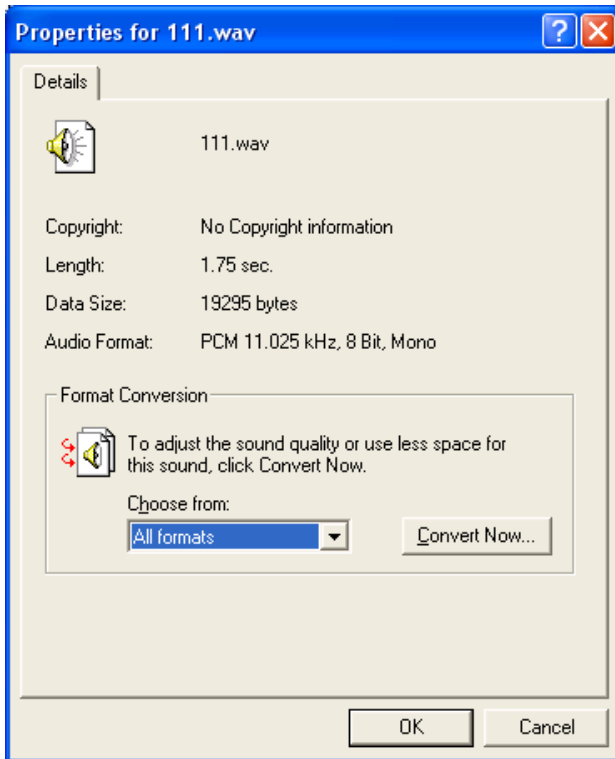 Properties for 111.wav
Details
111.wav
Copyright: No Copyright information
Length: 1.75 sec.
Data Size: 19295 bytes
Audio Format: PCM 11.025 kHz, 8 Bit, Mono
Format Conversion
To adjust the sound quality or use less space for
this sound, click Convert Now.
Choose from:
All formats Convert Now...
OK Cancel